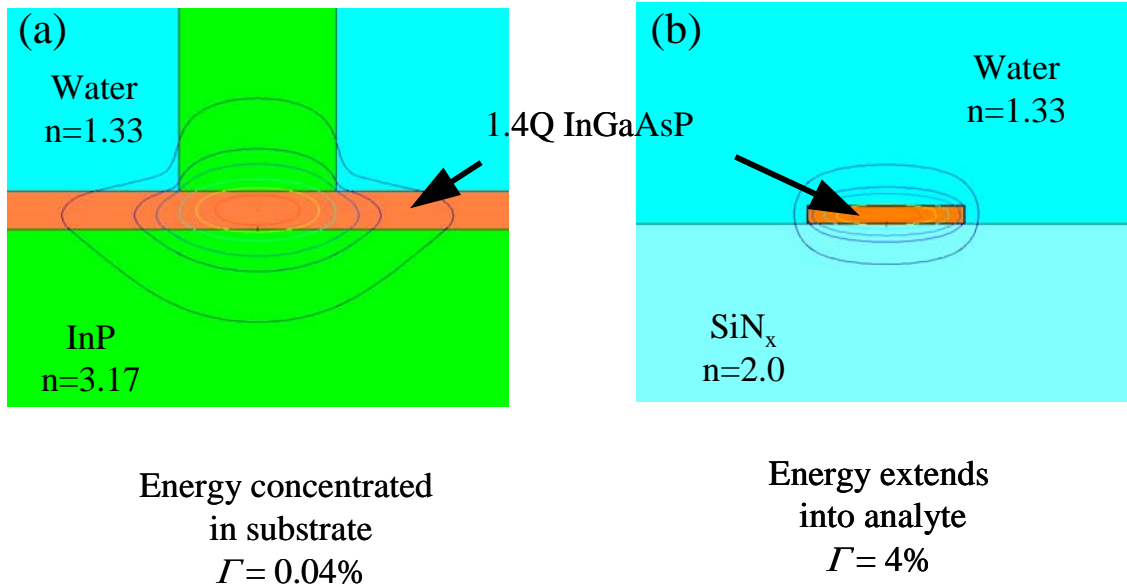 (a)
Water
n=1.33
1.4Q InGaAsP
InP
n=3.17
Energy concentrated
in substrate
Γ = 0.04%
(b)
Water
n=1.33
SiNx
n=2.0
Energy extends
into analyte
Γ = 4%